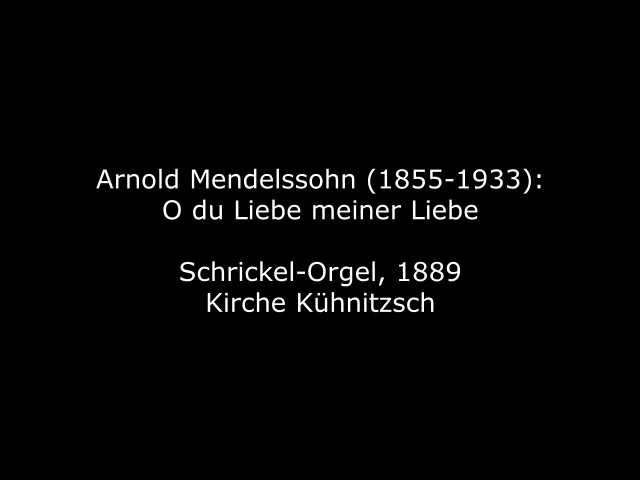 Arnold Mendelssohn (1855-1933):
O du Liebe meiner Liebe
Schrickel-Orgel, 1889
Kirche Kühnitzsch